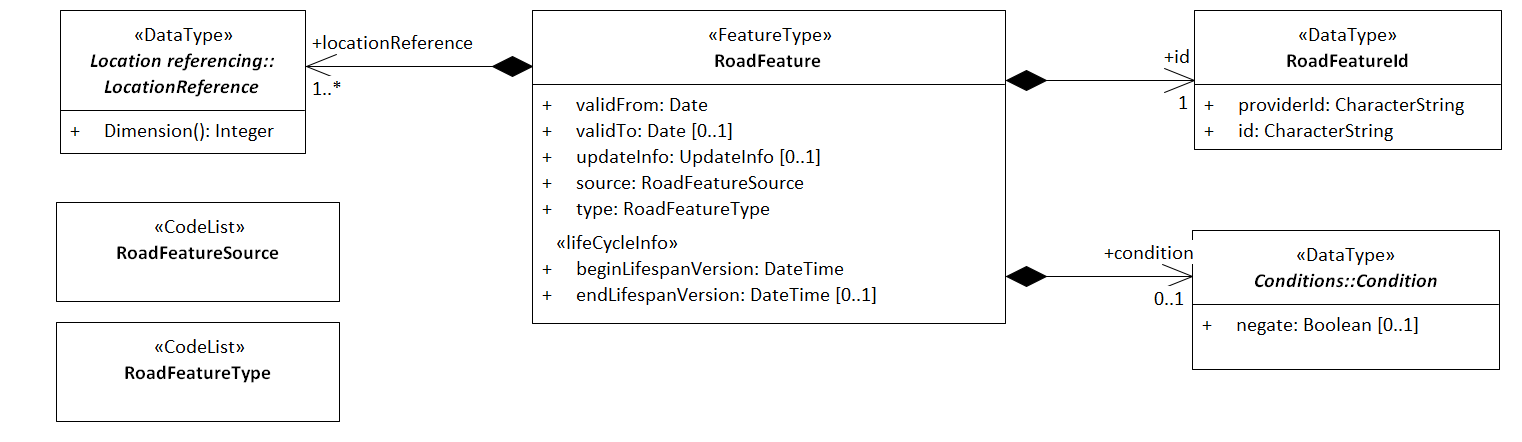 «DataType»
Location referencing::
LocationReference
+ Dimension(): Integer
+locationReference
1..*
«FeatureType»
RoadFeature
+ validFrom: Date
+ validTo: Date [0..1]
+ updateInfo: UpdateInfo [0..1]
+ source: RoadFeatureSource
+ type: RoadFeatureType
«lifeCycleInfo»
+ beginLifespanVersion: DateTime
+ endLifespanVersion: DateTime [0..1]
+id
1
«DataType»
RoadFeatureId
+ providerId: CharacterString
+ id: CharacterString
«CodeList»
RoadFeatureSource
+condition
0..1
«DataType»
Conditions::Condition
+ negate: Boolean [0..1]
«CodeList»
RoadFeatureType